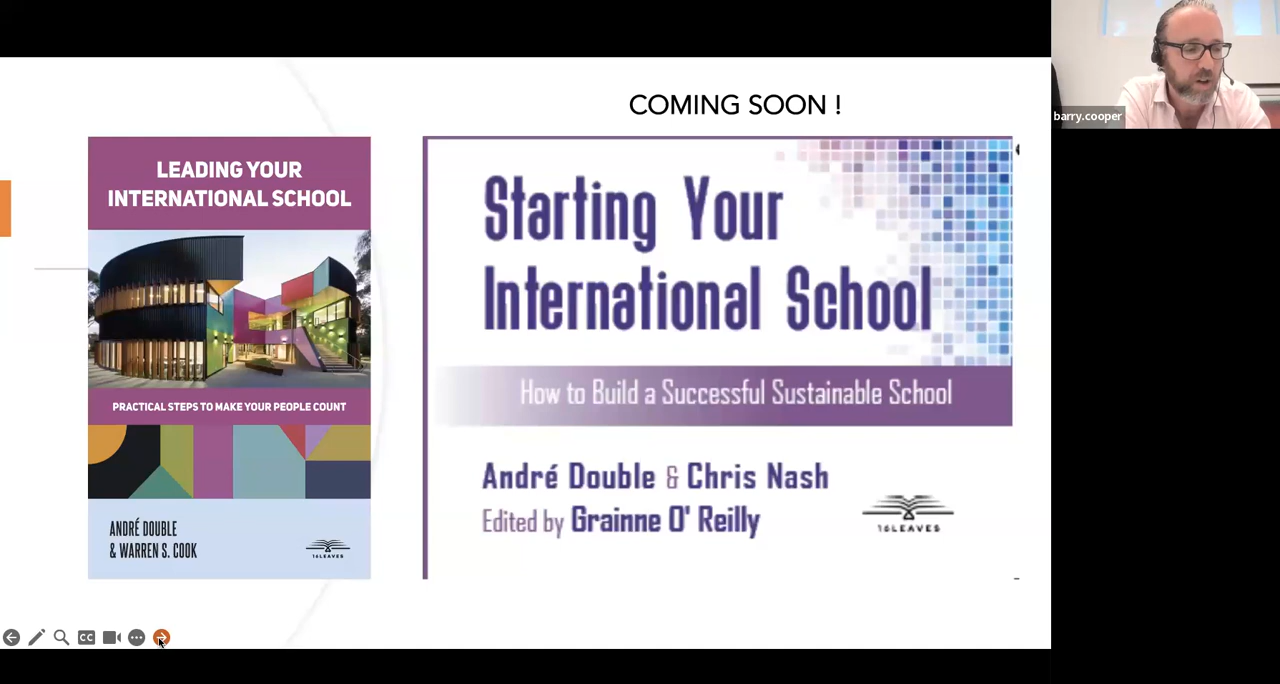 COMING SOON !
LEADING YOUR
INTERNATIONAL SCHOOL
PRACTICAL STEPS TO MAKE YOUR PEOPLE COUNT
ANDRÉ DOUBLE
& WARREN S. COOK
16LEAVES
Starting Your
International School
How to Build a Successful Sustainable School
André Double & Chris Nash
Edited by Grainne O' Reilly
16LEAVES
barry.cooper
CC